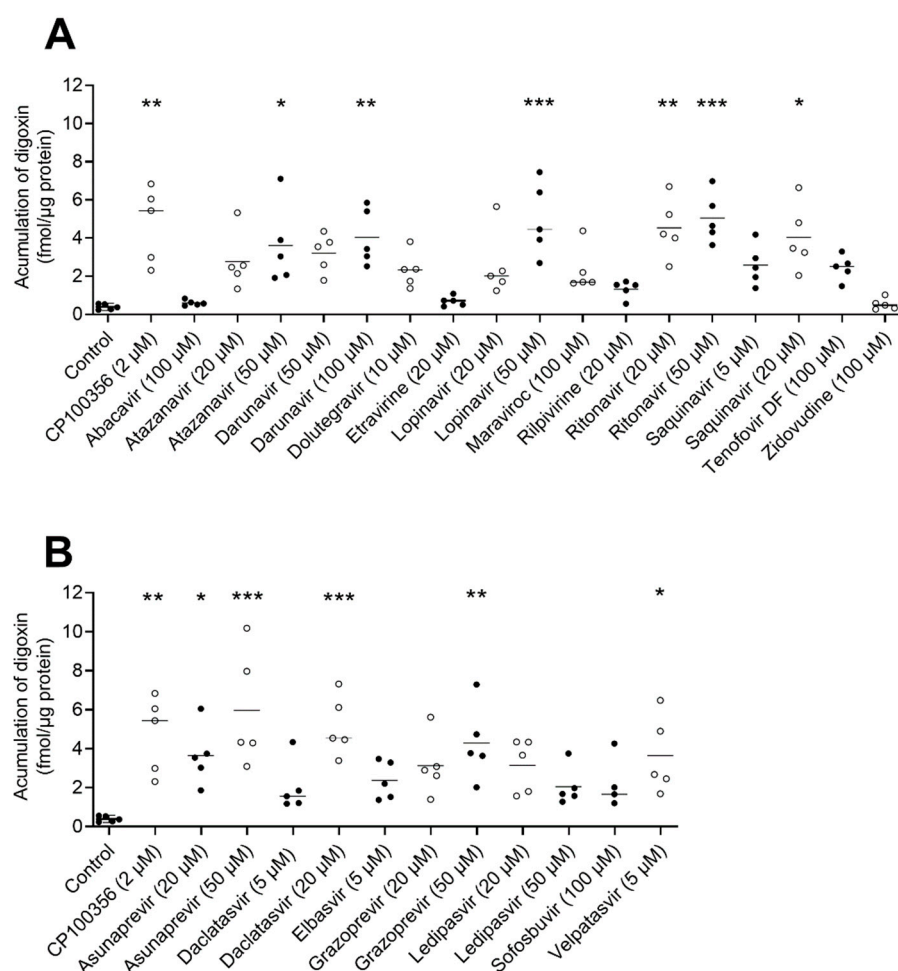 A
Acumulation of digoxin
(fmol/µg protein)
12
10
8
6
4
2
0
** * ** *** ** *** *
Control
CP100356 (2 µM)
Abacavir (100 µM)
Atazanavir (20 µM)
Atazanavir (50 µM)
Darunavir (50 µM)
Darunavir (100 µM)
Dolutegravir (10 µM)
Etravirine (20 µM)
Lopinavir (20 µM)
Lopinavir (50 µM)
Maraviroc (100 µM)
Rilpivirine (20 µM)
Ritonavir (20 µM)
Ritonavir (50 µM)
Saquinavir (5 µM)
Saquinavir (20 µM)
Tenofovir DF (100 µM)
Zidovudine (100 µM)
B
Acumulation of digoxin
(fmol/µg protein)
12
10
8
6
4
2
0
** * *** *** ** *
Control
CP100356 (2 µM)
Asunaprevir (20 µM)
Asunaprevir (50 µM)
Daclatasvir (5 µM)
Daclatasvir (20 µM)
Elbasvir (5 µM)
Grazoprevir (20 µM)
Grazoprevir (50 µM)
Ledipasvir (20 µM)
Ledipasvir (50 µM)
Sofosbuvir (100 µM)
Velpatasvir (5 µM)